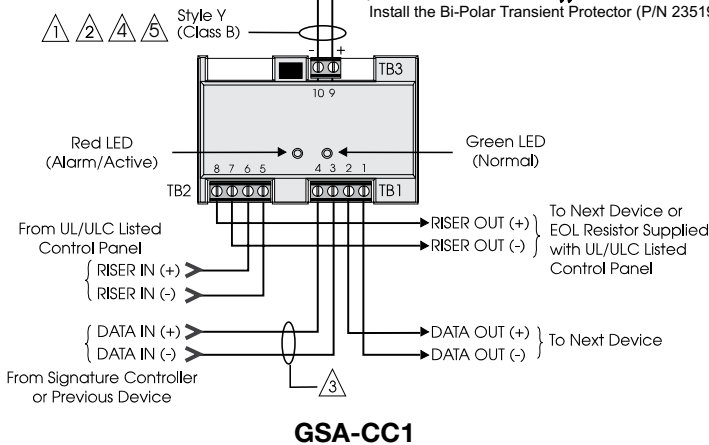 Install the Bi-Polar Transient Protector (P/N 23519
Style Y
(Class B)
1 2 4 5
- +
TB3
10 9
Red LED
(Alarm/Active)
Green LED
(Normal)
8 7 6 5 4 3 2 1
TB2
TB1
From UL/ULC Listed
Control Panel
RISER IN (+)
RISER IN (-)
RISER OUT (+)
RISER OUT (-)
To Next Device or
EOL Resistor Supplied
with UL/ULC Listed
Control Panel
DATA IN (+)
DATA IN (-)
DATA OUT (+)
DATA OUT (-)
To Next Device
From Signature Controller
or Previous Device
3
GSA-CC1